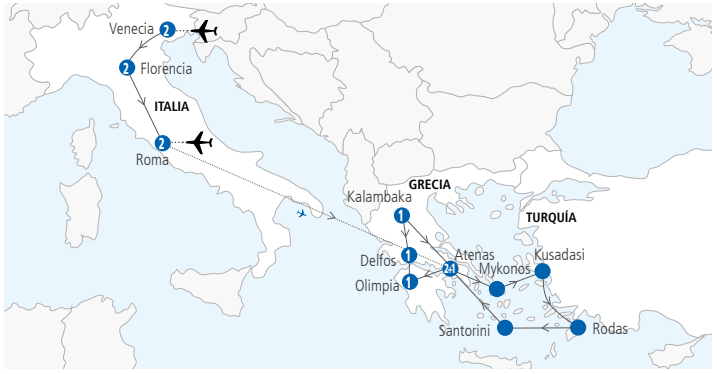 Venecia
2
2
Florencia
ITALIA
2
Roma
GRECIA
Kalambaka
1
TURQUÍA
Atenas
Kusadasi
Delfos
1
2+1
Mykonos
Olimpia
1
Santorini
Rodas